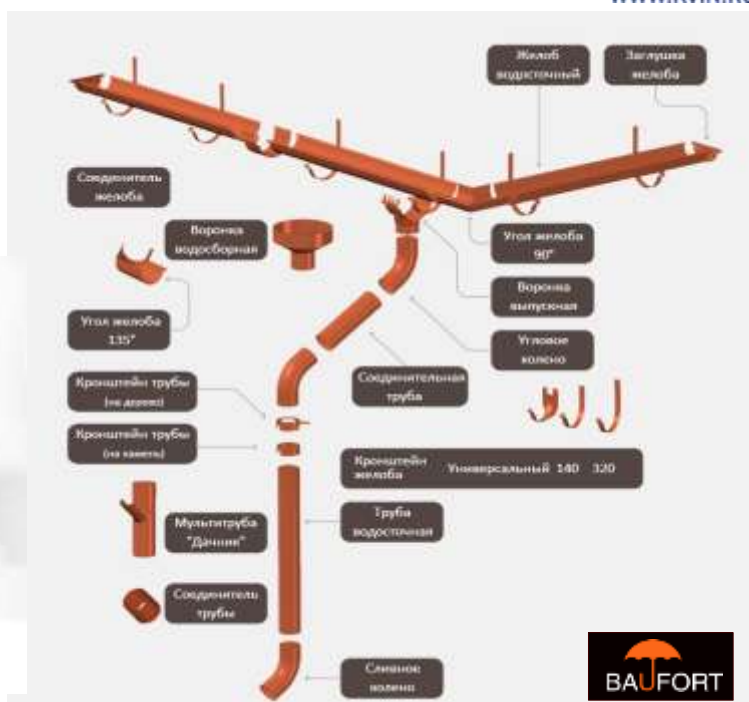 Желоб
водосточный
Заглушка
желоба
Соединитель
желоба
Воронка
водосборная
Угол желоба
90°
Воронка
выпускная
Угол желоба
135°
Угловое
колено
Соединительная
труба
Кронштейн трубы
(на дерево)
Кронштейн трубы
(на камень)
Кронштейн
желоба
Универсальный 140 320
Мультитруба
"Дачник"
Труба
водосточная
Соединитель
трубы
Сливное
колено
BAUFORT